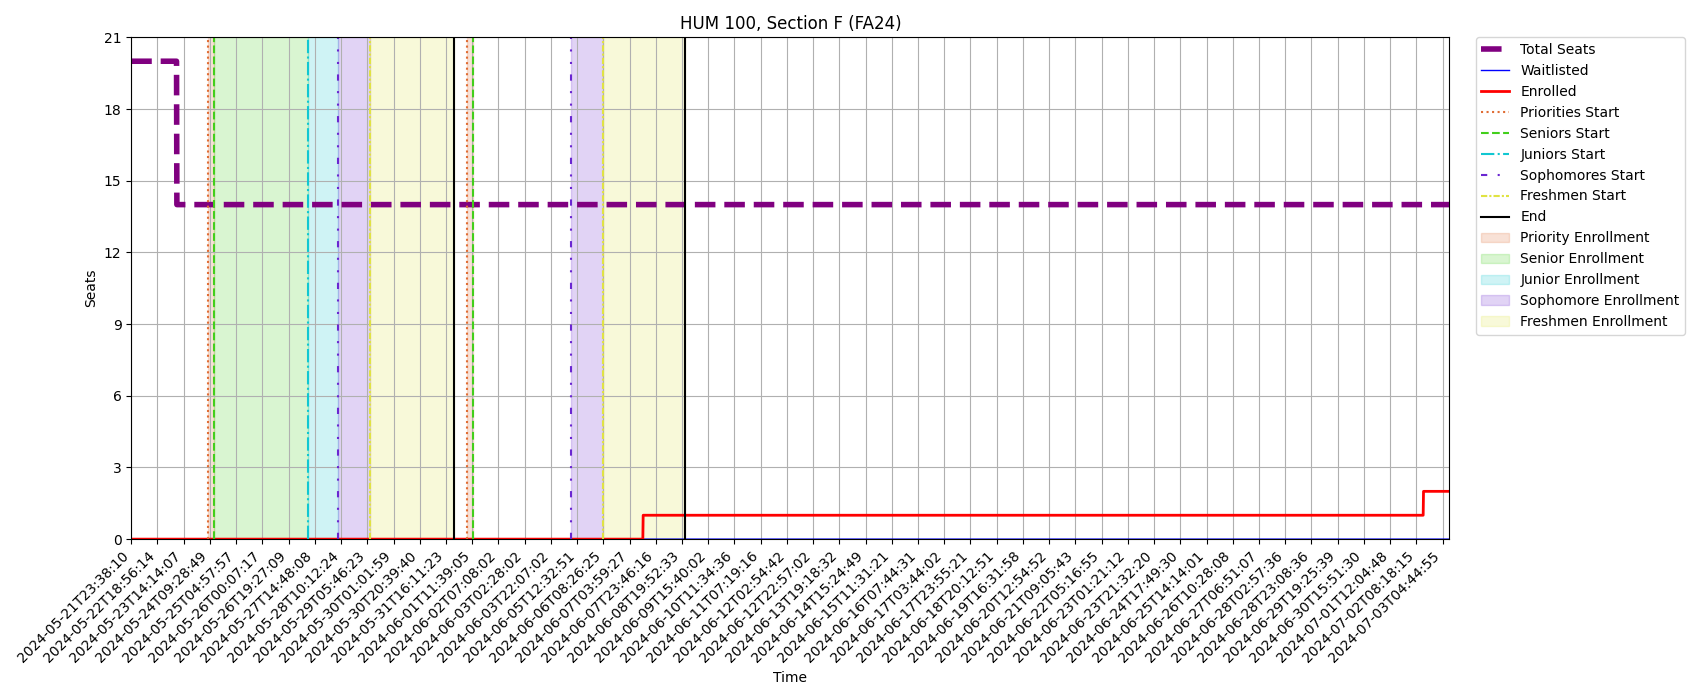 HUM 100, Section F (FA24)
Seats
21
18
15
12
9
6
3
0
2024-05-21T23:38:10
2024-05-22T18:56:14
2024-05-23T14:14:07
2024-05-24T09:28:49
2024-05-25T04:57:57
2024-05-26T00:07:17
2024-05-26T19:27:09
2024-05-27T14:48:08
2024-05-28T10:12:24
2024-05-29T05:46:23
2024-05-30T01:01:59
2024-05-30T20:39:40
2024-05-31T16:11:23
2024-06-01T11:39:05
2024-06-02T07:08:02
2024-06-03T02:28:02
2024-06-03T22:07:02
2024-06-05T12:32:51
2024-06-06T08:26:25
2024-06-07T03:59:27
2024-06-07T23:46:16
2024-06-08T19:52:33
2024-06-09T15:40:02
2024-06-10T11:34:36
2024-06-11T07:19:16
2024-06-12T02:54:42
2024-06-12T22:57:02
2024-06-13T19:18:32
2024-06-14T15:24:49
2024-06-15T11:31:21
2024-06-16T07:44:31
2024-06-17T03:44:02
2024-06-17T23:55:21
2024-06-18T20:12:51
2024-06-19T16:31:58
2024-06-20T12:54:52
2024-06-21T09:05:43
2024-06-22T05:16:55
2024-06-23T01:21:12
2024-06-23T21:32:20
2024-06-24T17:49:30
2024-06-25T14:14:01
2024-06-26T10:28:08
2024-06-27T06:51:07
2024-06-28T02:57:36
2024-06-28T23:08:36
2024-06-29T19:25:39
2024-06-30T15:51:30
2024-07-01T12:04:48
2024-07-02T08:18:15
2024-07-03T04:44:55
Time
Total Seats
Waitlisted
Enrolled
Priorities Start
Seniors Start
Juniors Start
Sophomores Start
Freshmen Start
End
Priority Enrollment
Senior Enrollment
Junior Enrollment
Sophomore Enrollment
Freshmen Enrollment